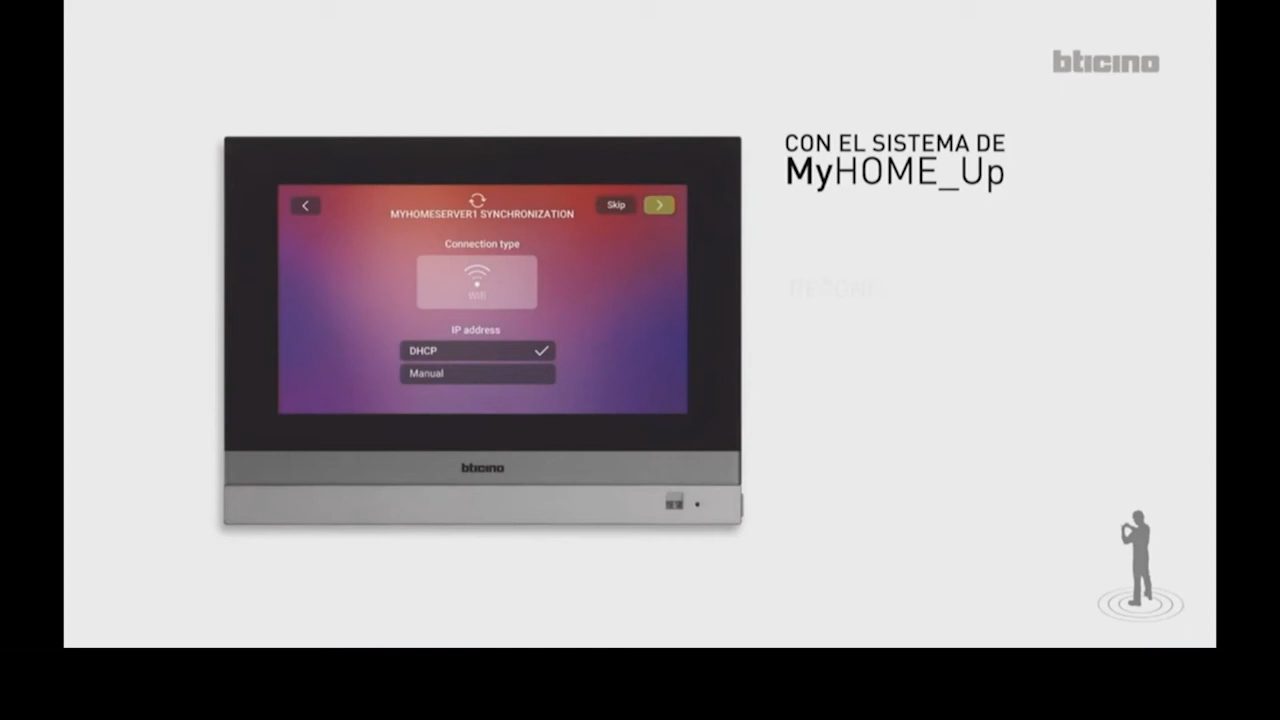 bticino
CON EL SISTEMA DE
MyHOME_Up
Skip
MYHOMESERVER1 SYNCHRONIZATION
Connection type
Wifi
IP address
DHCP
Manual
bticino